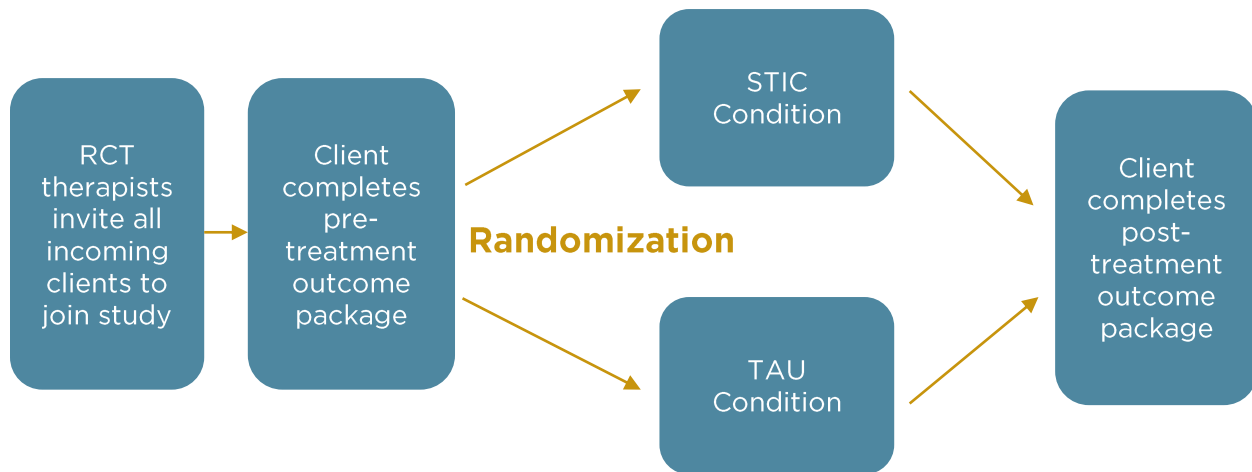 RCT
therapists
invite all
incoming
clients to
join study
Client
completes
pre-
treatment
outcome
package
Randomization
STIC
Condition
TAU
Condition
Client
completes
post-
treatment
outcome
package